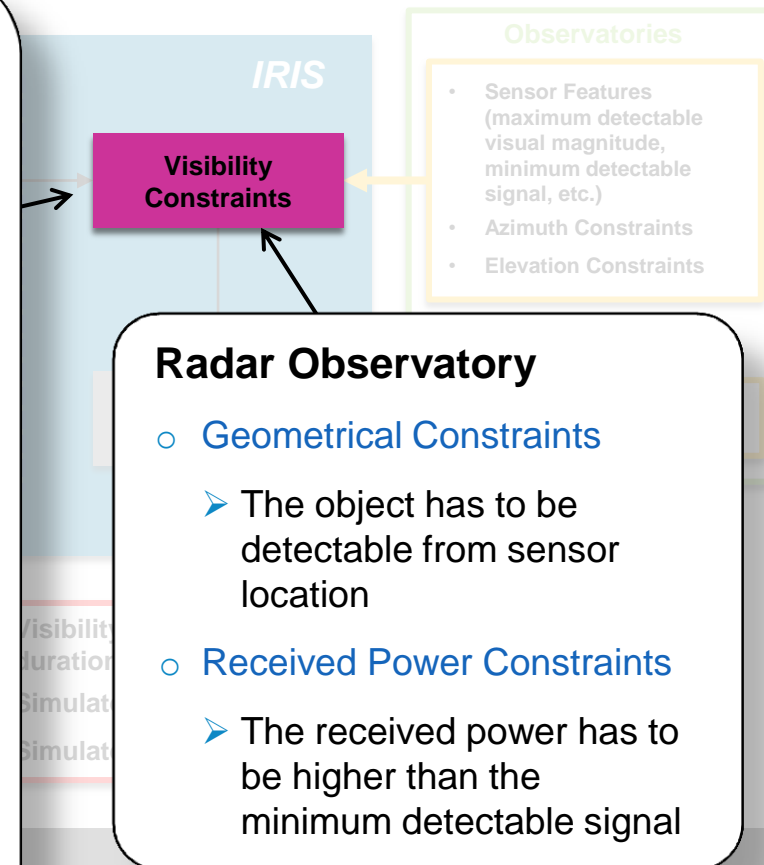 Observatories
IRIS
• Sensor Features
(maximum detectable
visual magnitude,
minimum detectable
signal, etc.)
• Azimuth Constraints
• Elevation Constraints
Visibility
Constraints
Radar Observatory
o Geometrical Constraints
➢ The object has to be
detectable from sensor
location
o Received Power Constraints
➢ The received power has to
be higher than the
minimum detectable signal